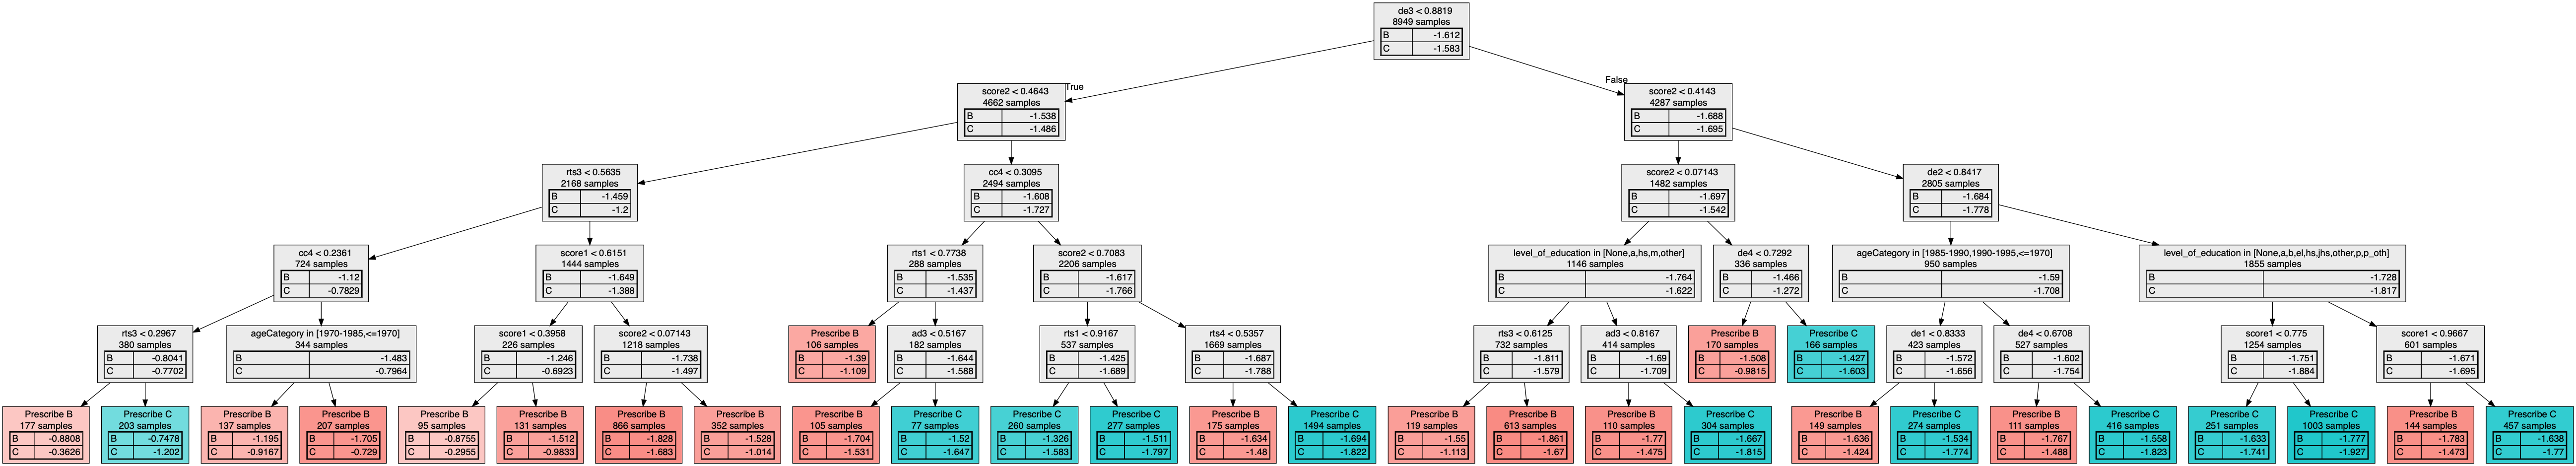 de3 < 0.8819
8949 samples
B -1.612
C -1.583
True
False
score2 < 0.4643
4662 samples
B -1.538
C -1.486
score2 < 0.4143
4287 samples
B -1.688
C -1.695
rts3 < 0.5635
2168 samples
B -1.459
C -1.2
cc4 < 0.3095
2494 samples
B -1.608
C -1.727
score2 < 0.07143
1482 samples
B -1.697
C -1.542
de2 < 0.8417
2805 samples
B -1.684
C -1.778
cc4 < 0.2361
724 samples
B -1.12
C -0.7829
score1 < 0.6151
1444 samples
B -1.649
C -1.388
rts1 < 0.7738
288 samples
B -1.535
C -1.437
score2 < 0.7083
2206 samples
B -1.617
C -1.766
level_of_education in [None,a,hs,m,other]
1146 samples
B -1.764
C -1.622
de4 < 0.7292
336 samples
B -1.466
C -1.272
ageCategory in [1985-1990,1990-1995,<=1970]
950 samples
B -1.59
C -1.708
level_of_education in [None,a,b,el,hs,jhs,other,p,p_oth]
1855 samples
B -1.728
C -1.817
rts3 < 0.2967
380 samples
B -0.8041
C -0.7702
ageCategory in [1970-1985,<=1970]
344 samples
B -1.483
C -0.7964
score1 < 0.3958
226 samples
B -1.246
C -0.6923
score2 < 0.07143
1218 samples
B -1.738
C -1.497
Prescribe B
106 samples
B -1.39
C -1.109
ad3 < 0.5167
182 samples
B -1.644
C -1.588
rts1 < 0.9167
537 samples
B -1.425
C -1.689
rts4 < 0.5357
1669 samples
B -1.687
C -1.788
rts3 < 0.6125
732 samples
B -1.811
C -1.579
ad3 < 0.8167
414 samples
B -1.69
C -1.709
Prescribe B
170 samples
B -1.508
C -0.9815
Prescribe C
166 samples
B -1.427
C -1.603
de1 < 0.8333
423 samples
B -1.572
C -1.656
de4 < 0.6708
527 samples
B -1.602
C -1.754
score1 < 0.775
1254 samples
B -1.751
C -1.884
score1 < 0.9667
601 samples
B -1.671
C -1.695
Prescribe B
177 samples
B -0.8808
C -0.3626
Prescribe C
203 samples
B -0.7478
C -1.202
Prescribe B
137 samples
B -1.195
C -0.9167
Prescribe B
207 samples
B -1.705
C -0.729
Prescribe B
95 samples
B -0.8755
C -0.2955
Prescribe B
131 samples
B -1.512
C -0.9833
Prescribe B
866 samples
B -1.828
C -1.683
Prescribe B
352 samples
B -1.528
C -1.014
Prescribe B
105 samples
B -1.704
C -1.531
Prescribe C
77 samples
B -1.52
C -1.647
Prescribe C
260 samples
B -1.326
C -1.583
Prescribe C
277 samples
B -1.511
C -1.797
Prescribe B
175 samples
B -1.634
C -1.48
Prescribe C
1494 samples
B -1.694
C -1.822
Prescribe B
119 samples
B -1.55
C -1.113
Prescribe B
613 samples
B -1.861
C -1.67
Prescribe B
110 samples
B -1.77
C -1.475
Prescribe C
304 samples
B -1.667
C -1.815
Prescribe B
149 samples
B -1.636
C -1.424
Prescribe C
274 samples
B -1.534
C -1.774
Prescribe B
111 samples
B -1.767
C -1.488
Prescribe C
416 samples
B -1.558
C -1.823
Prescribe C
251 samples
B -1.633
C -1.741
Prescribe C
1003 samples
B -1.777
C -1.927
Prescribe B
144 samples
B -1.783
C -1.473
Prescribe C
457 samples
B -1.638
C -1.77